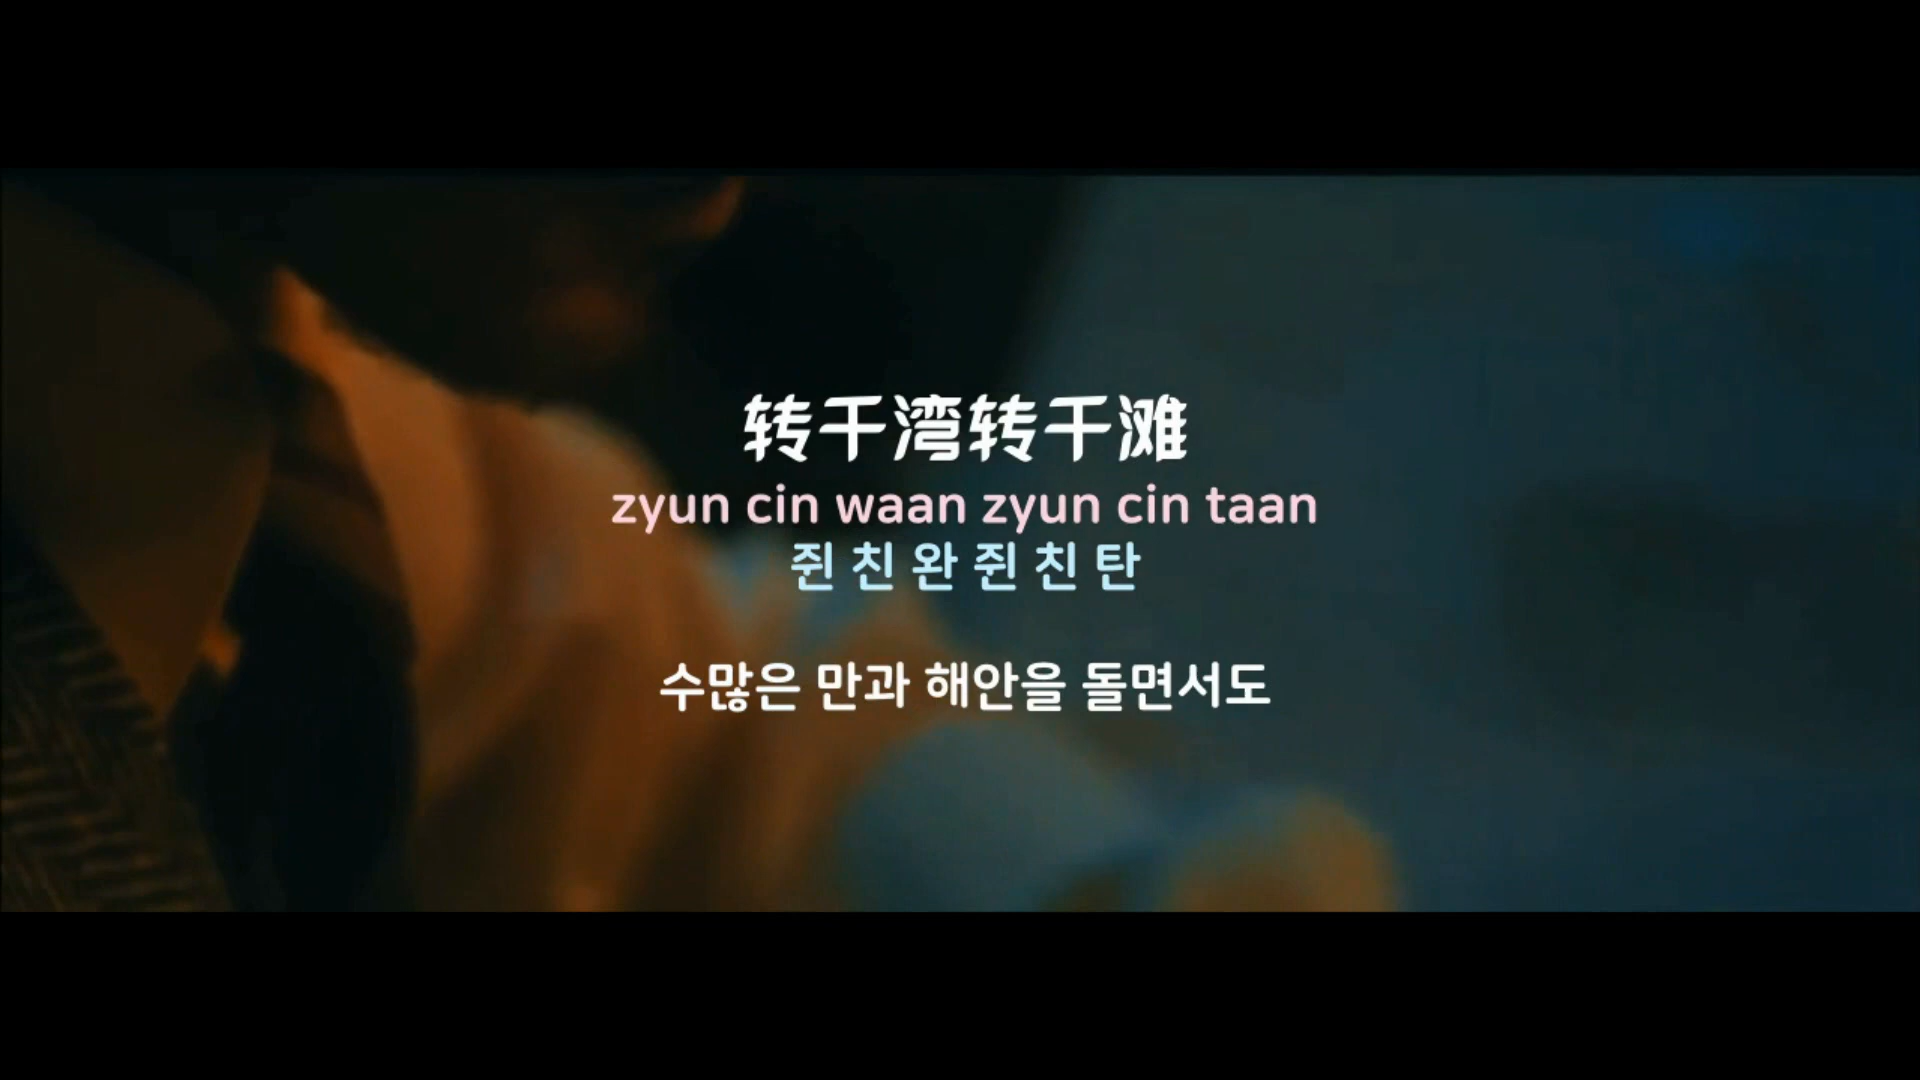 转千湾转千滩
zyun cin waan zyun cin taan
쥔 친 완 쥔 친 탄
수많은 만과 해안을 돌면서도